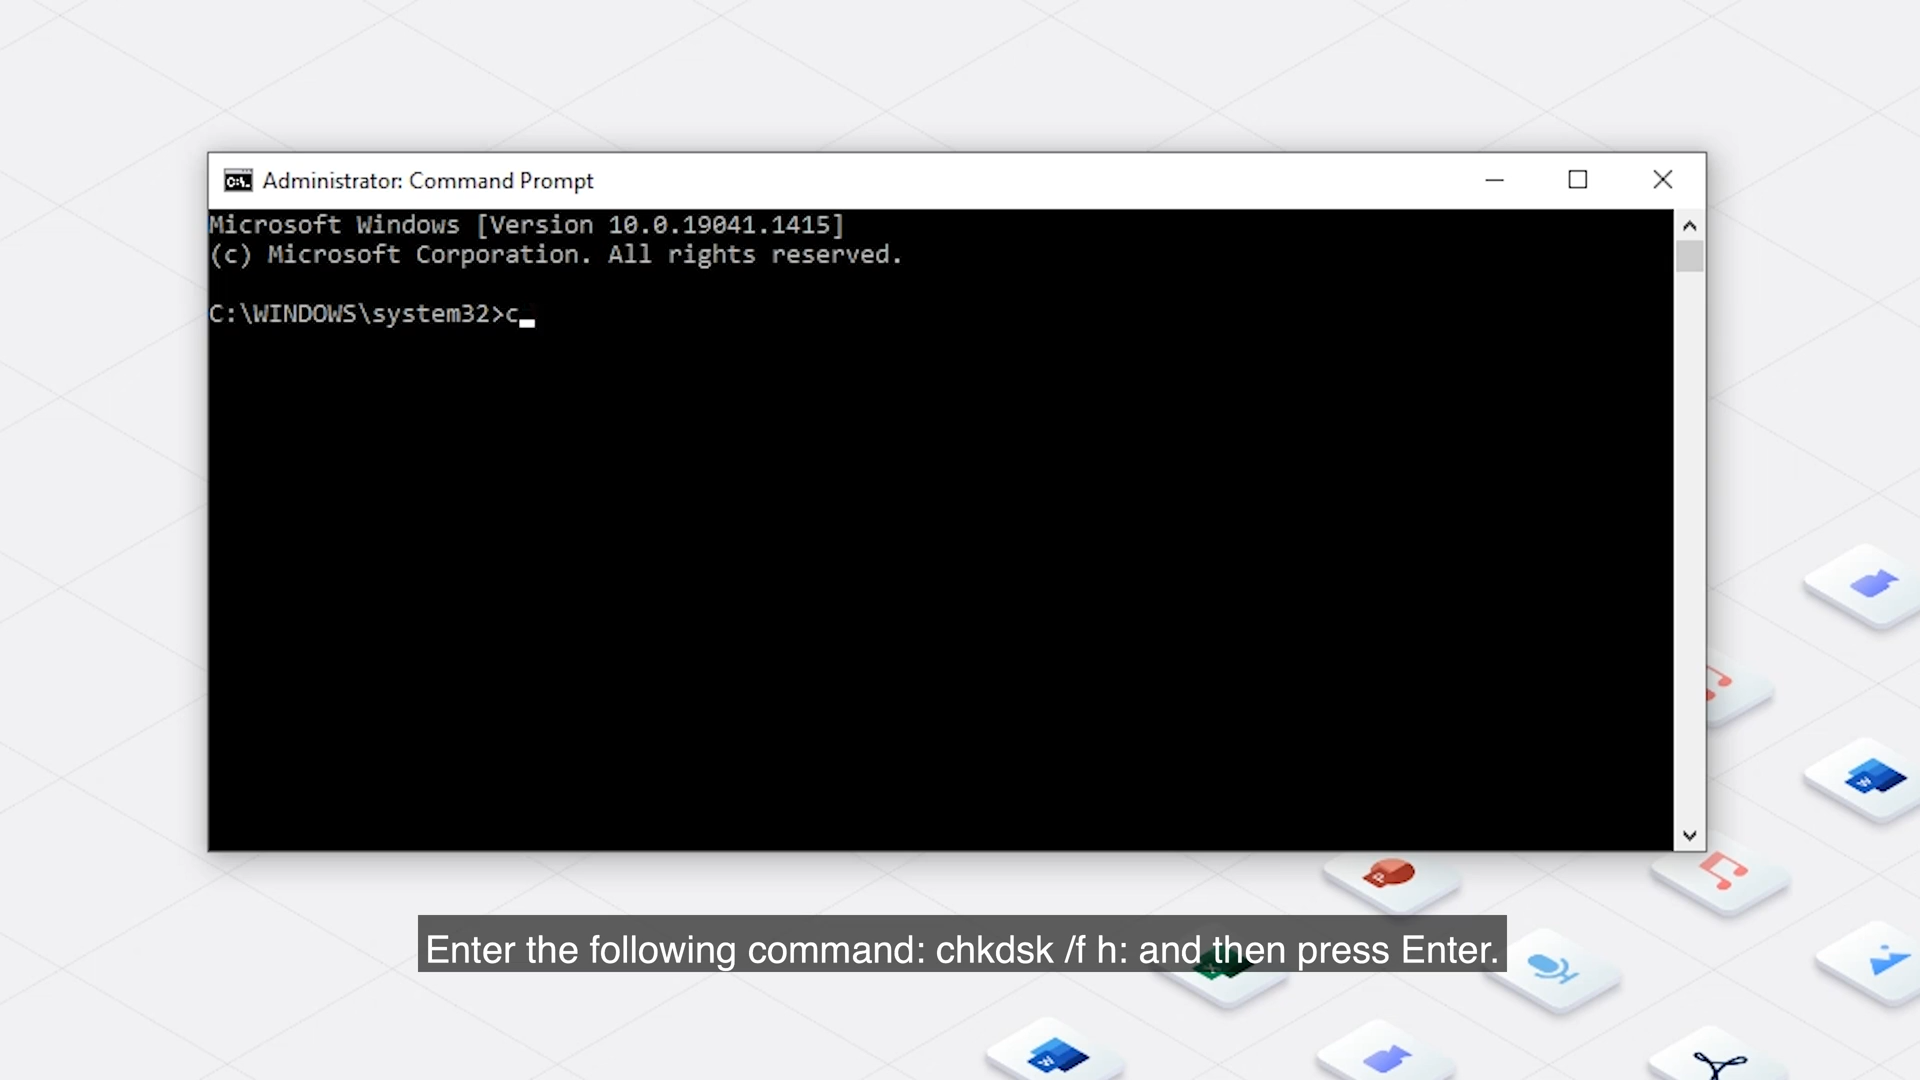 Administrator: Command Prompt
Microsoft Windows [Version 10.0.19041.1415]
(c) Microsoft Corporation. All rights reserved.
C:\WINDOWS\system32>c
Enter the following command: chkdsk /f h: and then press Enter.